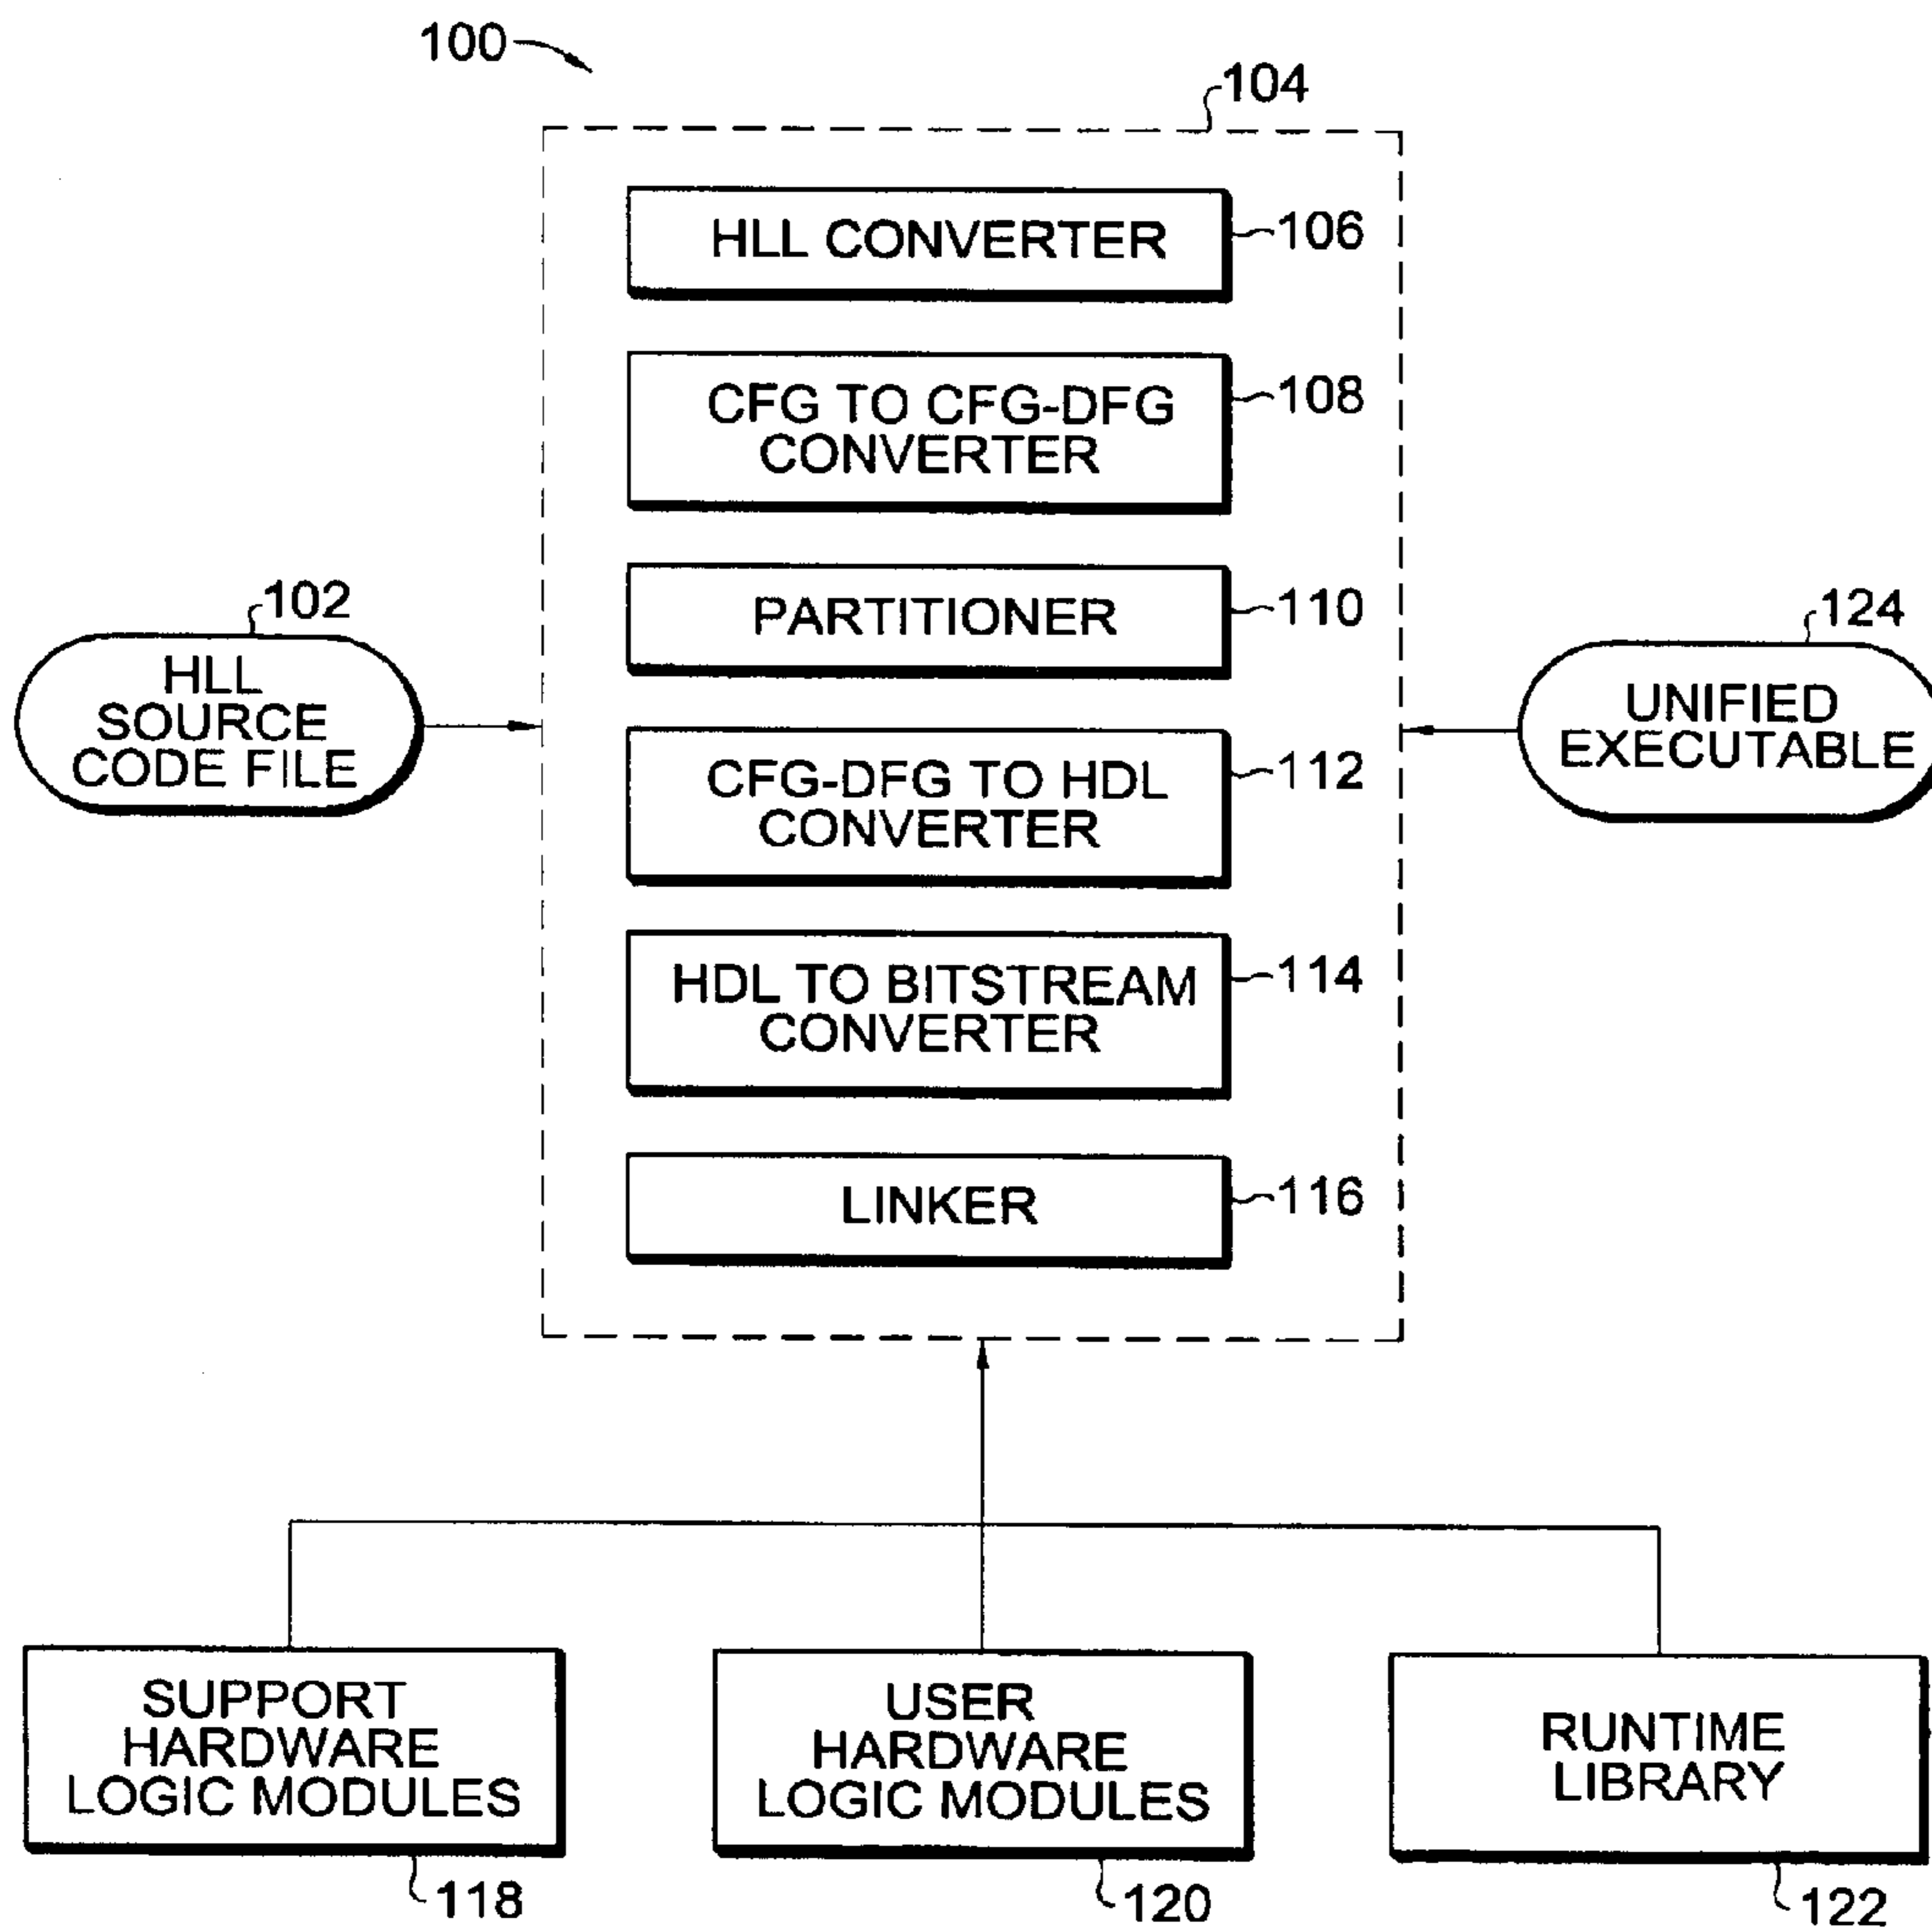 100
104
HLL CONVERTER
106
CFG TO CFG-DFG
CONVERTER
108
PARTITIONER
110
102
HLL
SOURCE
CODE FILE
124
UNIFIED
EXECUTABLE
CFG-DFG TO HDL
CONVERTER
112
HDL TO BITSTREAM
CONVERTER
114
LINKER
116
SUPPORT
HARDWARE
LOGIC MODULES
118
USER
HARDWARE
LOGIC MODULES
120
RUNTIME
LIBRARY
122